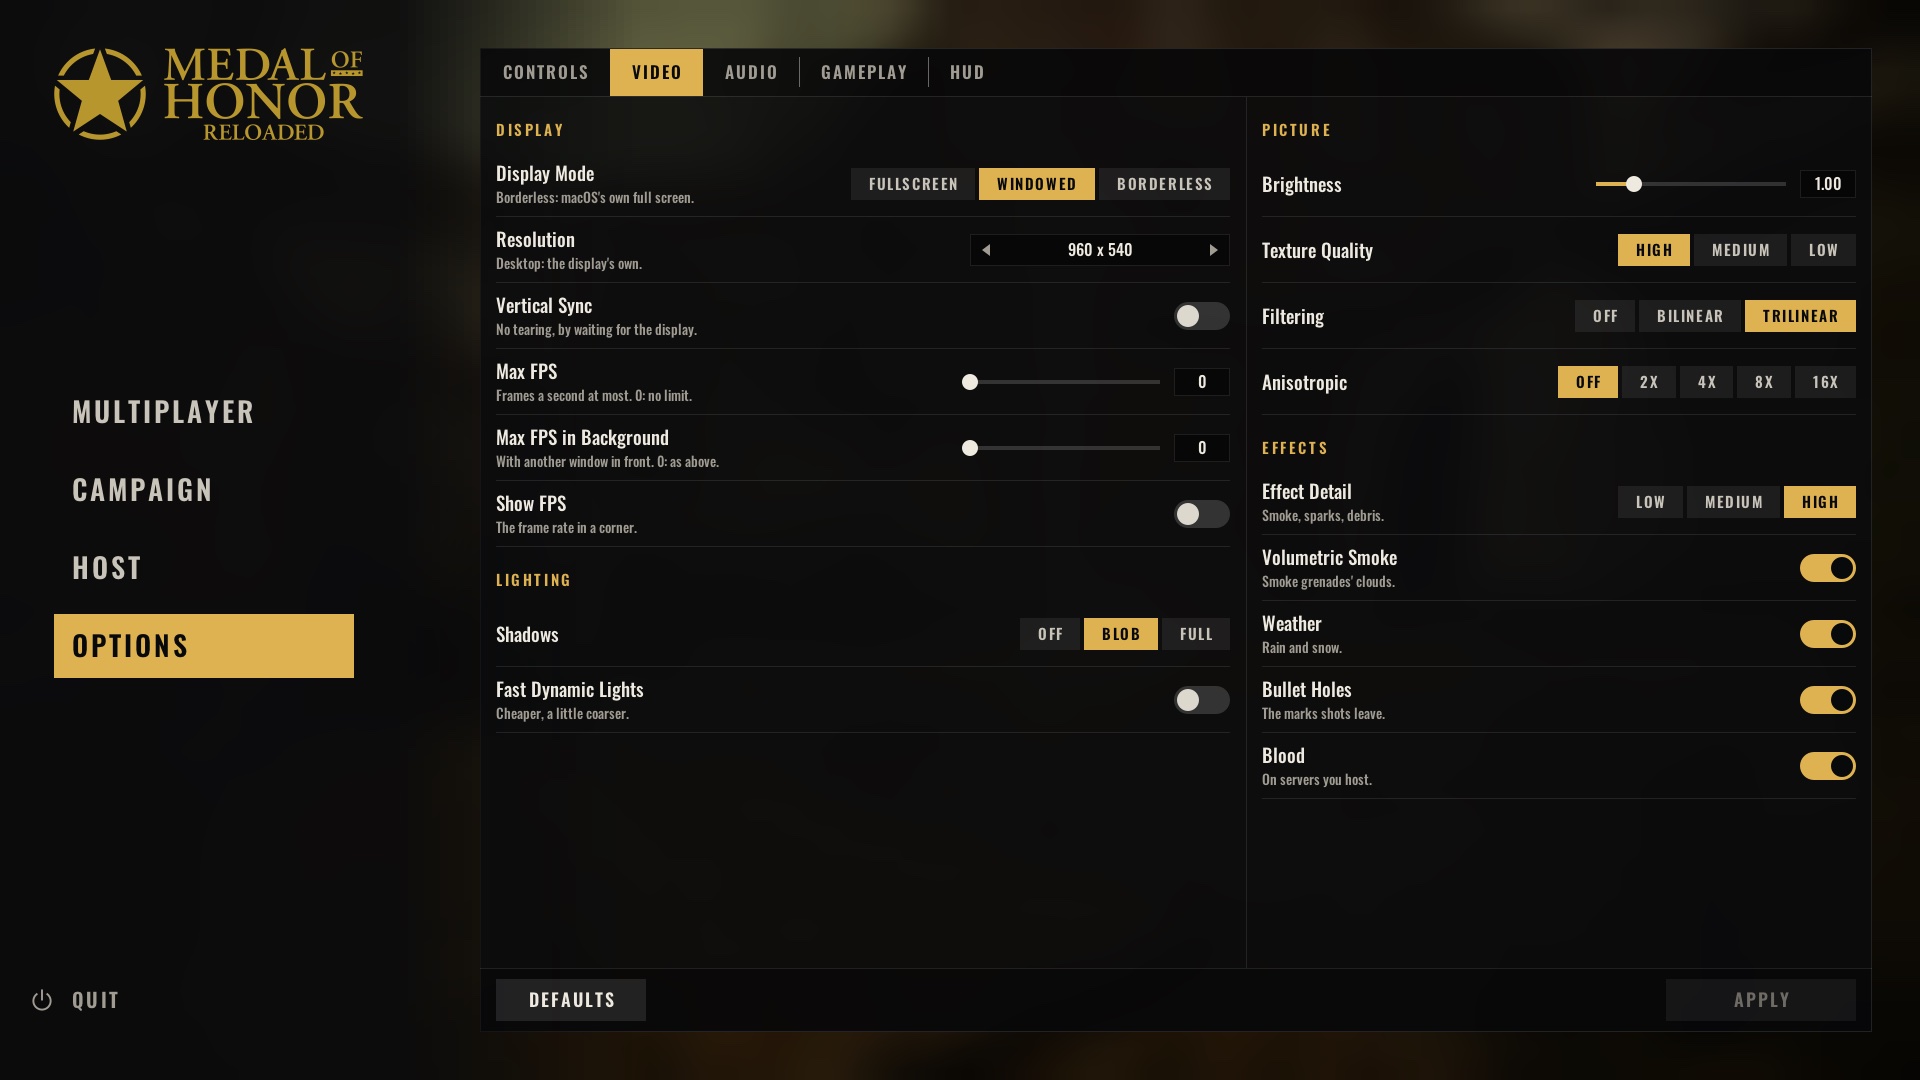 MEDAL OF
HONOR
RELOADED
CONTROLS
VIDEO
AUDIO
GAMEPLAY
HUD
MULTIPLAYER
CAMPAIGN
HOST
OPTIONS
QUIT
DISPLAY
Display Mode
Borderless: macOS's own full screen.
FULLSCREEN
WINDOWED
BORDERLESS
Resolution
Desktop: the display's own.
960 x 540
Vertical Sync
No tearing, by waiting for the display.
Max FPS
Frames a second at most. 0: no limit.
0
Max FPS in Background
With another window in front. 0: as above.
0
Show FPS
The frame rate in a corner.
LIGHTING
Shadows
OFF
BLOB
FULL
Fast Dynamic Lights
Cheaper, a little coarser.
PICTURE
Brightness
1.00
Texture Quality
HIGH
MEDIUM
LOW
Filtering
OFF
BILINEAR
TRILINEAR
Anisotropic
OFF
2X
4X
8X
16X
EFFECTS
Effect Detail
Smoke, sparks, debris.
LOW
MEDIUM
HIGH
Volumetric Smoke
Smoke grenades' clouds.
Weather
Rain and snow.
Bullet Holes
The marks shots leave.
Blood
On servers you host.
DEFAULTS
APPLY